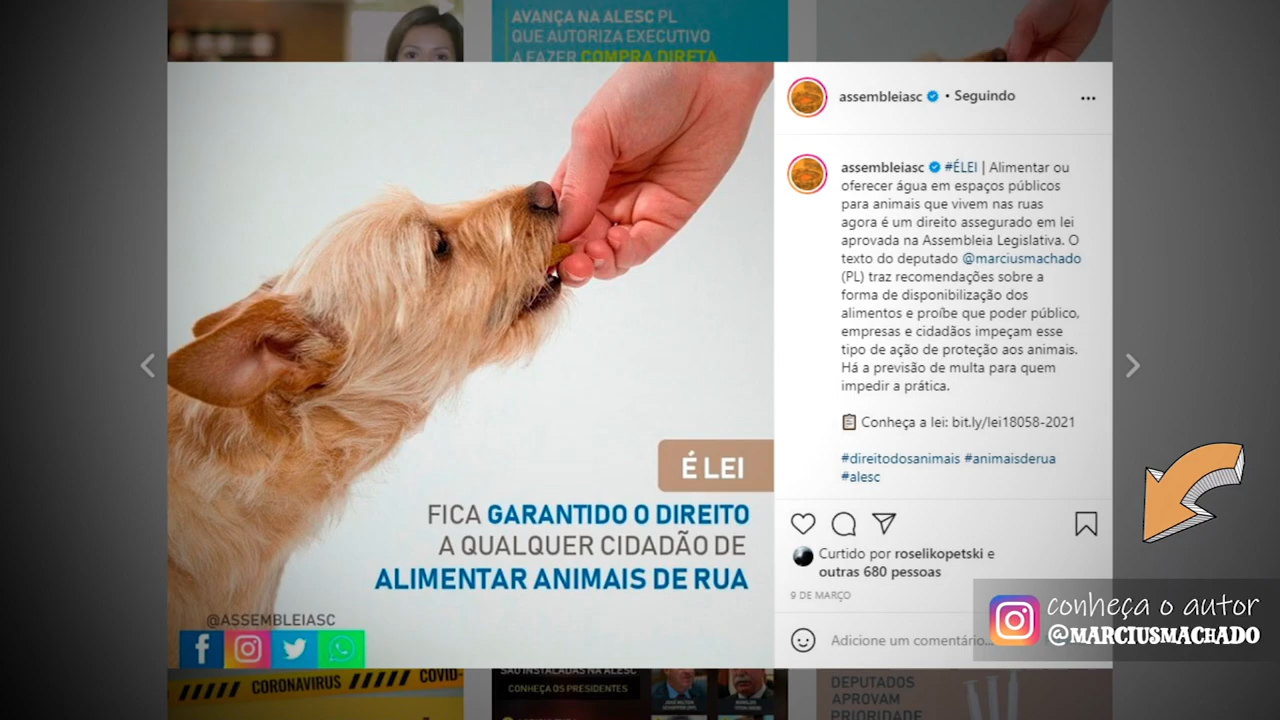 AVANÇA NA ALESC PL
QUE AUTORIZA EXECUTIVO
A FAZER COMPRA DIRETA
assembleiasc • Seguindo
assembleiasc #ÉLEI | Alimentar ou
oferecer água em espaços públicos
para animais que vivem nas ruas
agora é um direito assegurado em lei
aprovada na Assembleia Legislativa. O
texto do deputado @marciusmachado
(PL) traz recomendações sobre a
forma de disponibilização dos
alimentos e proíbe que poder público,
empresas e cidadãos impeçam esse
tipo de ação de proteção aos animais.
Há a previsão de multa para quem
impedir a prática.
Conheça a lei: bit.ly/lei18058-2021
#direitodosanimais #animaisderua
#alesc
É LEI
FICA GARANTIDO O DIREITO
A QUALQUER CIDADÃO DE
ALIMENTAR ANIMAIS DE RUA
@ASSEMBLEIASC
Curtido por roselikopetski e
outras 680 pessoas
9 DE MARÇO
Adicione um comentário...
conheça o autor
@MARCIUSMACHADO
CORONAVIRUS COVID-
SÃO INSTALADAS NA ALESC
CONHEÇA OS PRESIDENTES
DEPUTADOS
APROVAM
PRIORIDADE